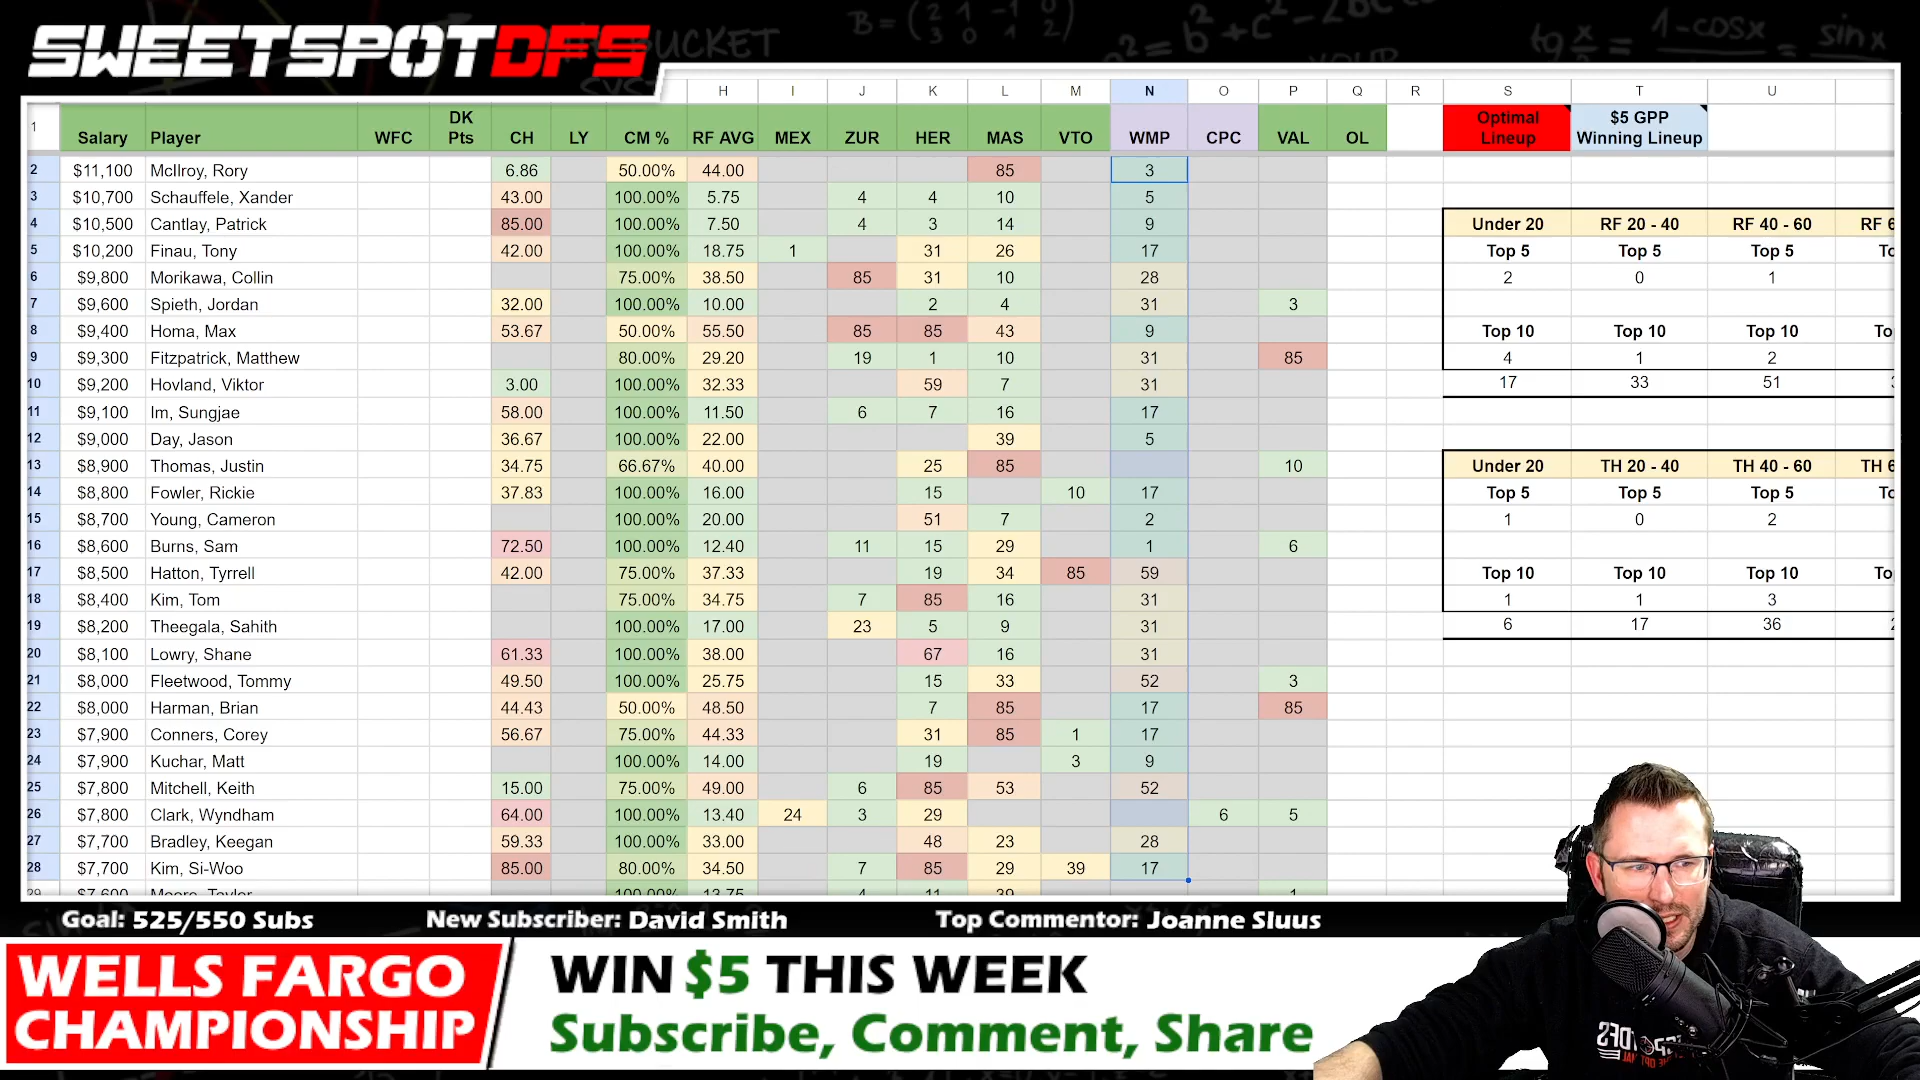 SWEETSPOTDFS
H I J K L M N O P Q R S T U
1 Salary Player WFC DK Pts CH LY CM % RF AVG MEX ZUR HER MAS VTO WMP CPC VAL OL Optimal Lineup $5 GPP Winning Lineup
2 $11,100 McIlroy, Rory 6.86 50.00% 44.00 85 3
3 $10,700 Schauffele, Xander 43.00 100.00% 5.75 4 4 10 5
4 $10,500 Cantlay, Patrick 85.00 100.00% 7.50 4 3 14 9
5 $10,200 Finau, Tony 42.00 100.00% 18.75 1 31 26 17
6 $9,800 Morikawa, Collin 75.00% 38.50 85 31 10 28
7 $9,600 Spieth, Jordan 32.00 100.00% 10.00 2 4 31 3
8 $9,400 Homa, Max 53.67 50.00% 55.50 85 85 43 9
9 $9,300 Fitzpatrick, Matthew 80.00% 29.20 19 1 10 31 85
10 $9,200 Hovland, Viktor 3.00 100.00% 32.33 59 7 31
11 $9,100 Im, Sungjae 58.00 100.00% 11.50 6 7 16 17
12 $9,000 Day, Jason 36.67 100.00% 22.00 39 5
13 $8,900 Thomas, Justin 34.75 66.67% 40.00 25 85 10
14 $8,800 Fowler, Rickie 37.83 100.00% 16.00 15 10 17
15 $8,700 Young, Cameron 100.00% 20.00 51 7 2
16 $8,600 Burns, Sam 72.50 100.00% 12.40 11 15 29 1 6
17 $8,500 Hatton, Tyrrell 42.00 75.00% 37.33 19 34 85 59
18 $8,400 Kim, Tom 75.00% 34.75 7 85 16 31
19 $8,200 Theegala, Sahith 100.00% 17.00 23 5 9 31
20 $8,100 Lowry, Shane 61.33 100.00% 38.00 67 16 31
21 $8,000 Fleetwood, Tommy 49.50 100.00% 25.75 15 33 52 3
22 $8,000 Harman, Brian 44.43 50.00% 48.50 7 85 17 85
23 $7,900 Conners, Corey 56.67 75.00% 44.33 31 85 1 17
24 $7,900 Kuchar, Matt 100.00% 14.00 19 3 9
25 $7,800 Mitchell, Keith 15.00 75.00% 49.00 6 85 53 52
26 $7,800 Clark, Wyndham 64.00 100.00% 13.40 24 3 29 6 5
27 $7,700 Bradley, Keegan 59.33 100.00% 33.00 48 23 28
28 $7,700 Kim, Si-Woo 85.00 80.00% 34.50 7 85 29 39 17
29 $7,600 Moore, Taylor 100.00% 13.75 4 11 39 1
Under 20 RF 20 - 40 RF 40 - 60 RF 6
Top 5 Top 5 Top 5 To
2 0 1
Top 10 Top 10 Top 10 To
4 1 2
17 33 51
Under 20 TH 20 - 40 TH 40 - 60 TH 6
Top 5 Top 5 Top 5 To
1 0 2
Top 10 Top 10 Top 10 To
1 1 3
6 17 36
Goal: 525/550 Subs New Subscriber: David Smith Top Commentor: Joanne Sluus
WELLS FARGO
CHAMPIONSHIP
WIN $5 THIS WEEK
Subscribe, Comment, Share